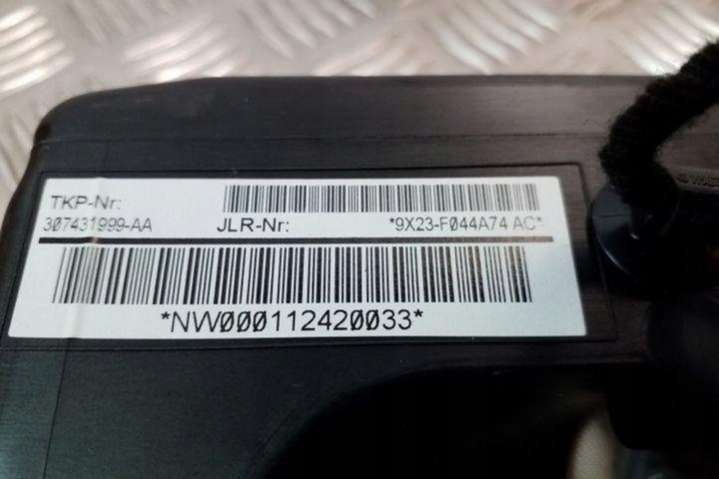 TKP-Nr:
307431999-AA JLR-Nr: *9X23-F044A74 AC*
*NW000112420033*